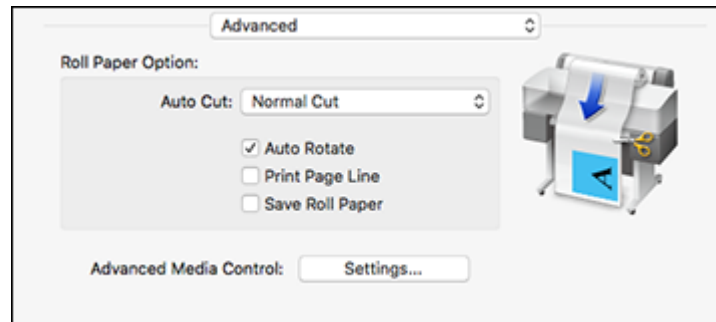 Advanced
Roll Paper Option:
Auto Cut: Normal Cut
Auto Rotate
Print Page Line
Save Roll Paper
A
Advanced Media Control: Settings...